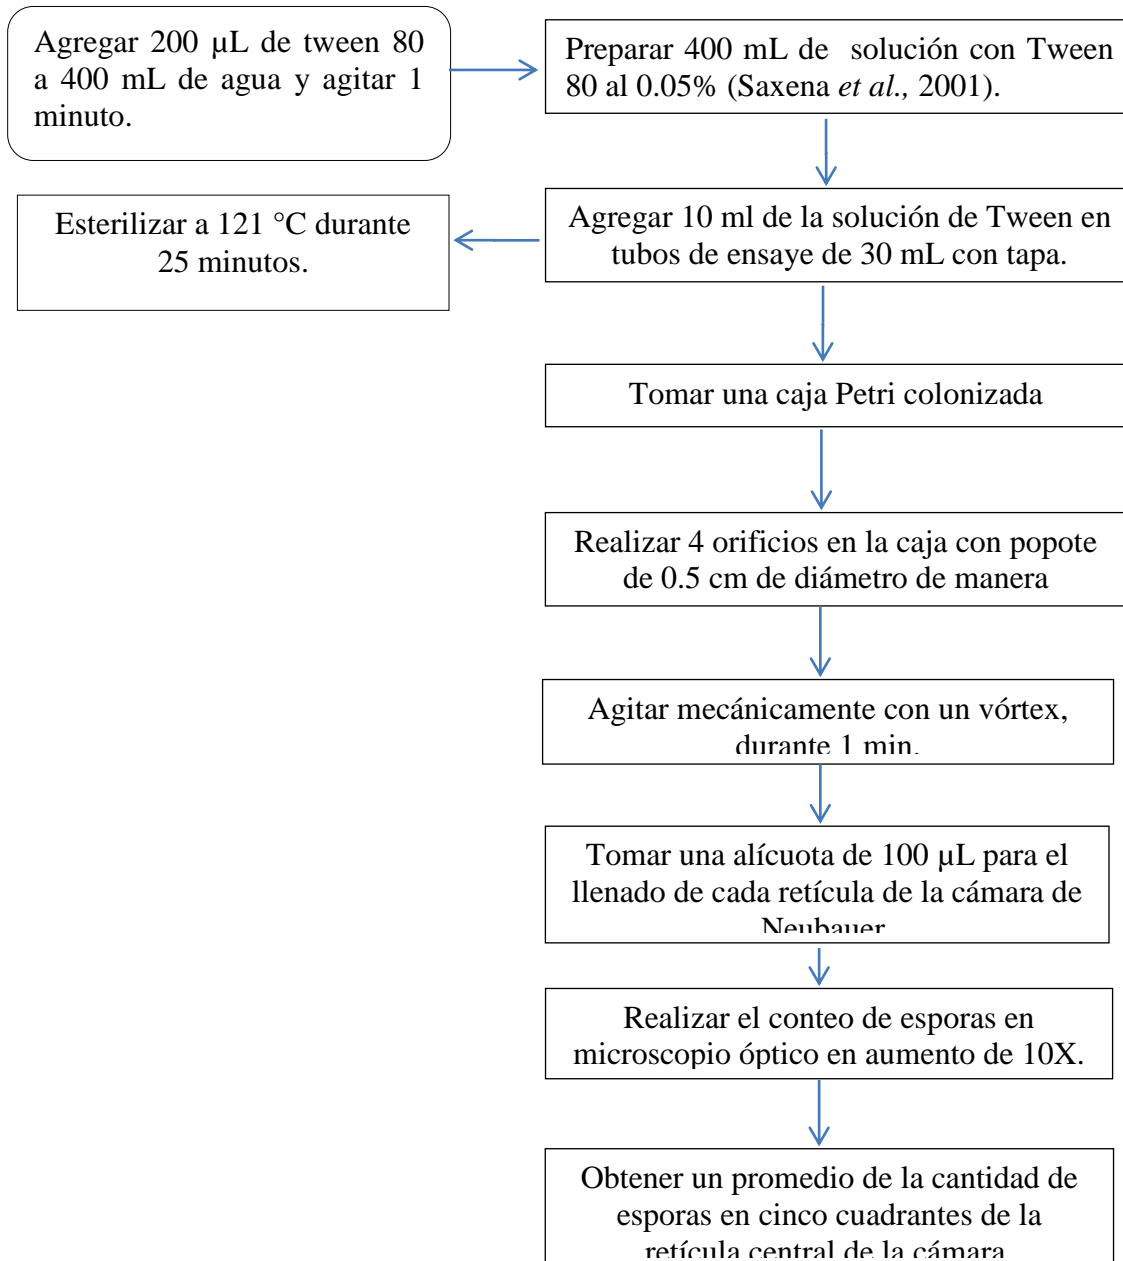 Agregar 200 µL de tween 80
a 400 mL de agua y agitar 1
minuto.
Preparar 400 mL de solución con Tween
80 al 0.05% (Saxena et al., 2001).
Esterilizar a 121 °C durante
25 minutos.
Agregar 10 ml de la solución de Tween en
tubos de ensaye de 30 mL con tapa.
Tomar una caja Petri colonizada
Realizar 4 orificios en la caja con popote
de 0.5 cm de diámetro de manera
Agitar mecánicamente con un vórtex,
durante 1 min.
Tomar una alícuota de 100 µL para el
llenado de cada retícula de la cámara de
Neubauer
Realizar el conteo de esporas en
microscopio óptico en aumento de 10X.
Obtener un promedio de la cantidad de
esporas en cinco cuadrantes de la
retícula central de la cámara